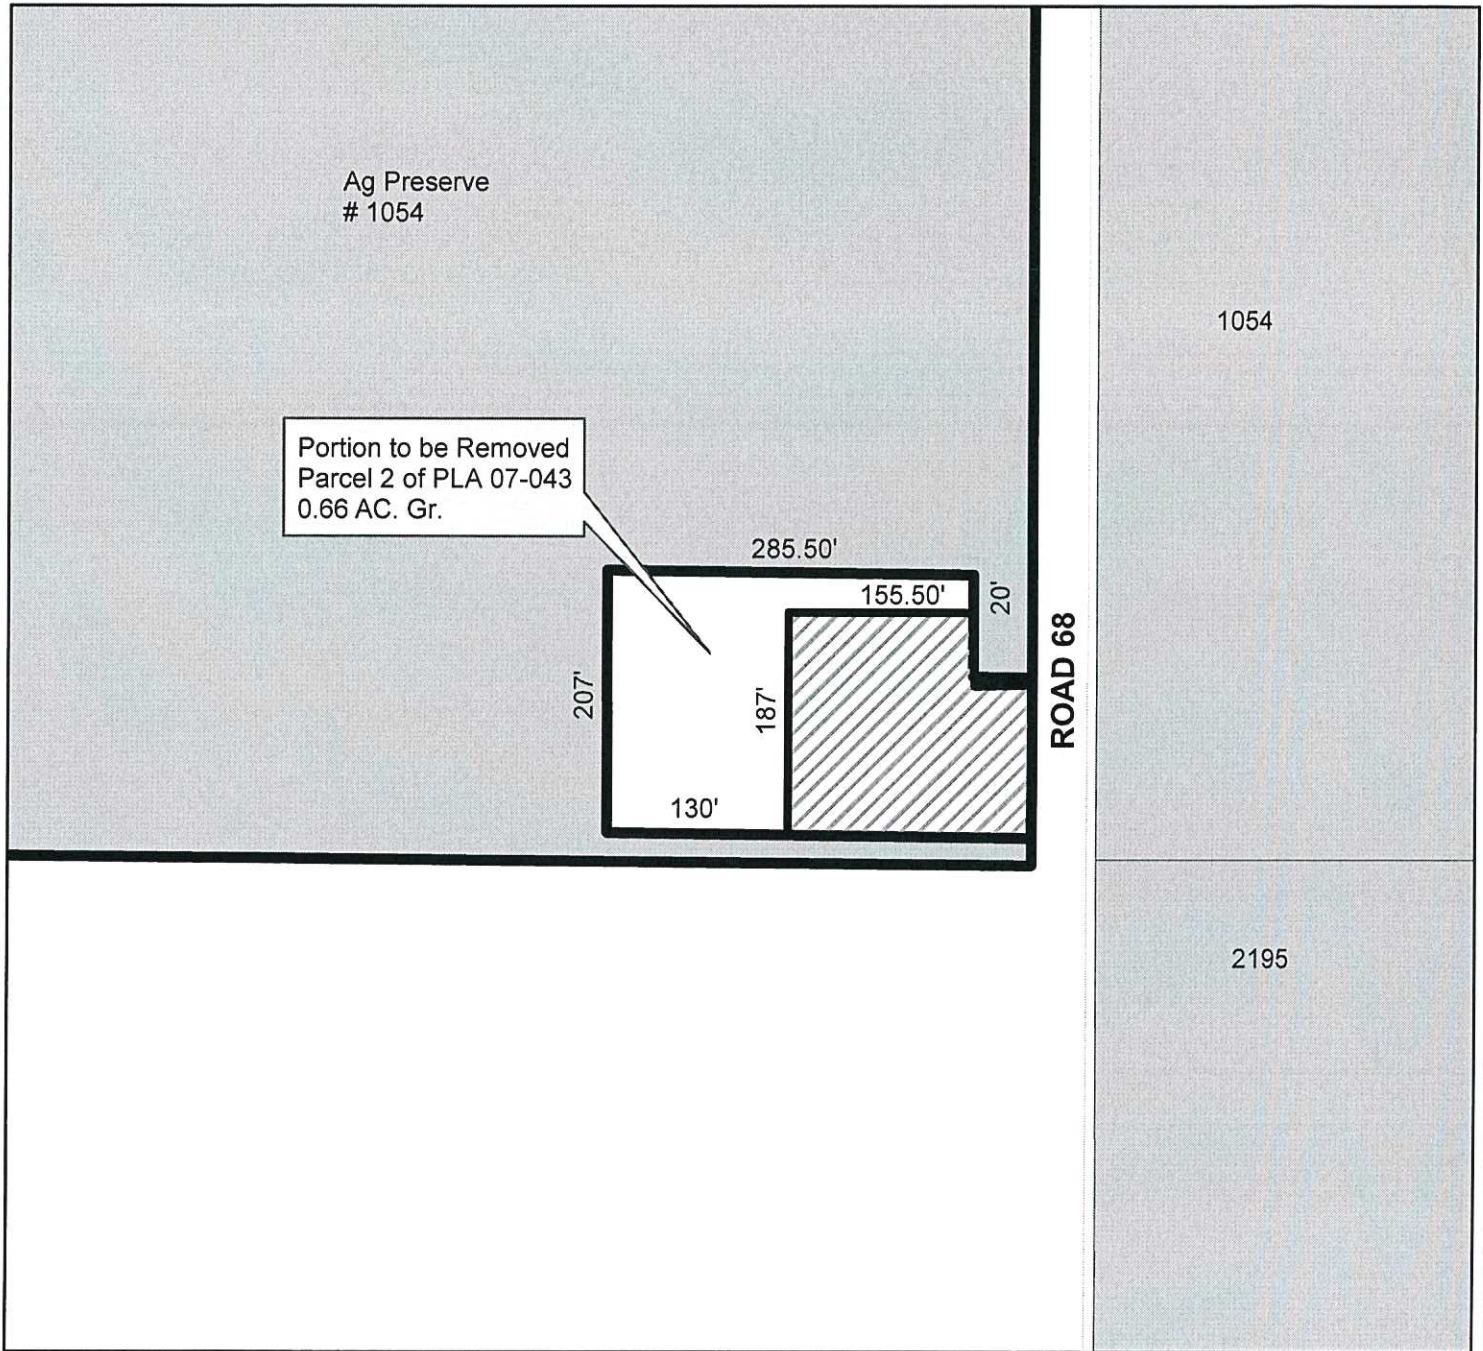 Ag Preserve
# 1054
1054
Portion to be Removed
Parcel 2 of PLA 07-043
0.66 AC. Gr.
285.50'
155.50'
20'
ROAD 68
207'
187'
130'
2195